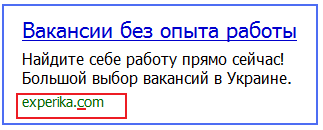 Вакансии без опыта работы
Найдите себе работу прямо сейчас!
Большой выбор вакансий в Украине.
experika.com